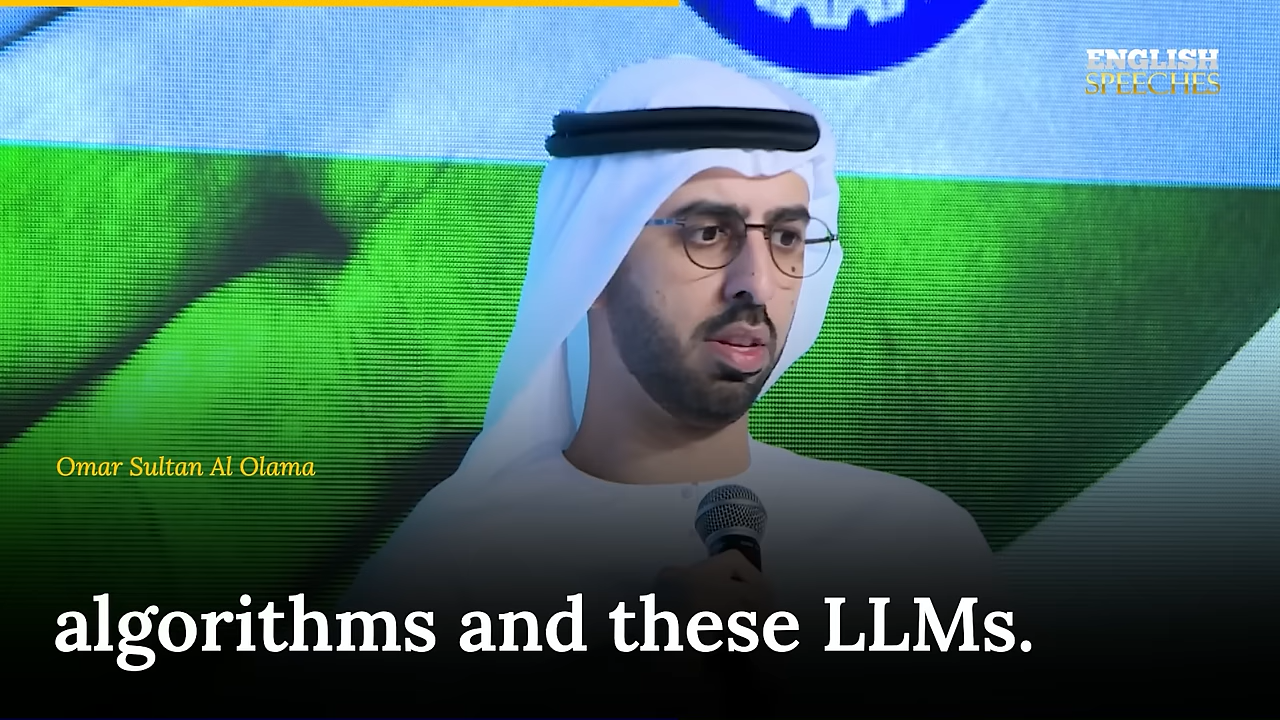 ENGLISH
SPEECHES
Omar Sultan Al Olama
algorithms and these LLMs.